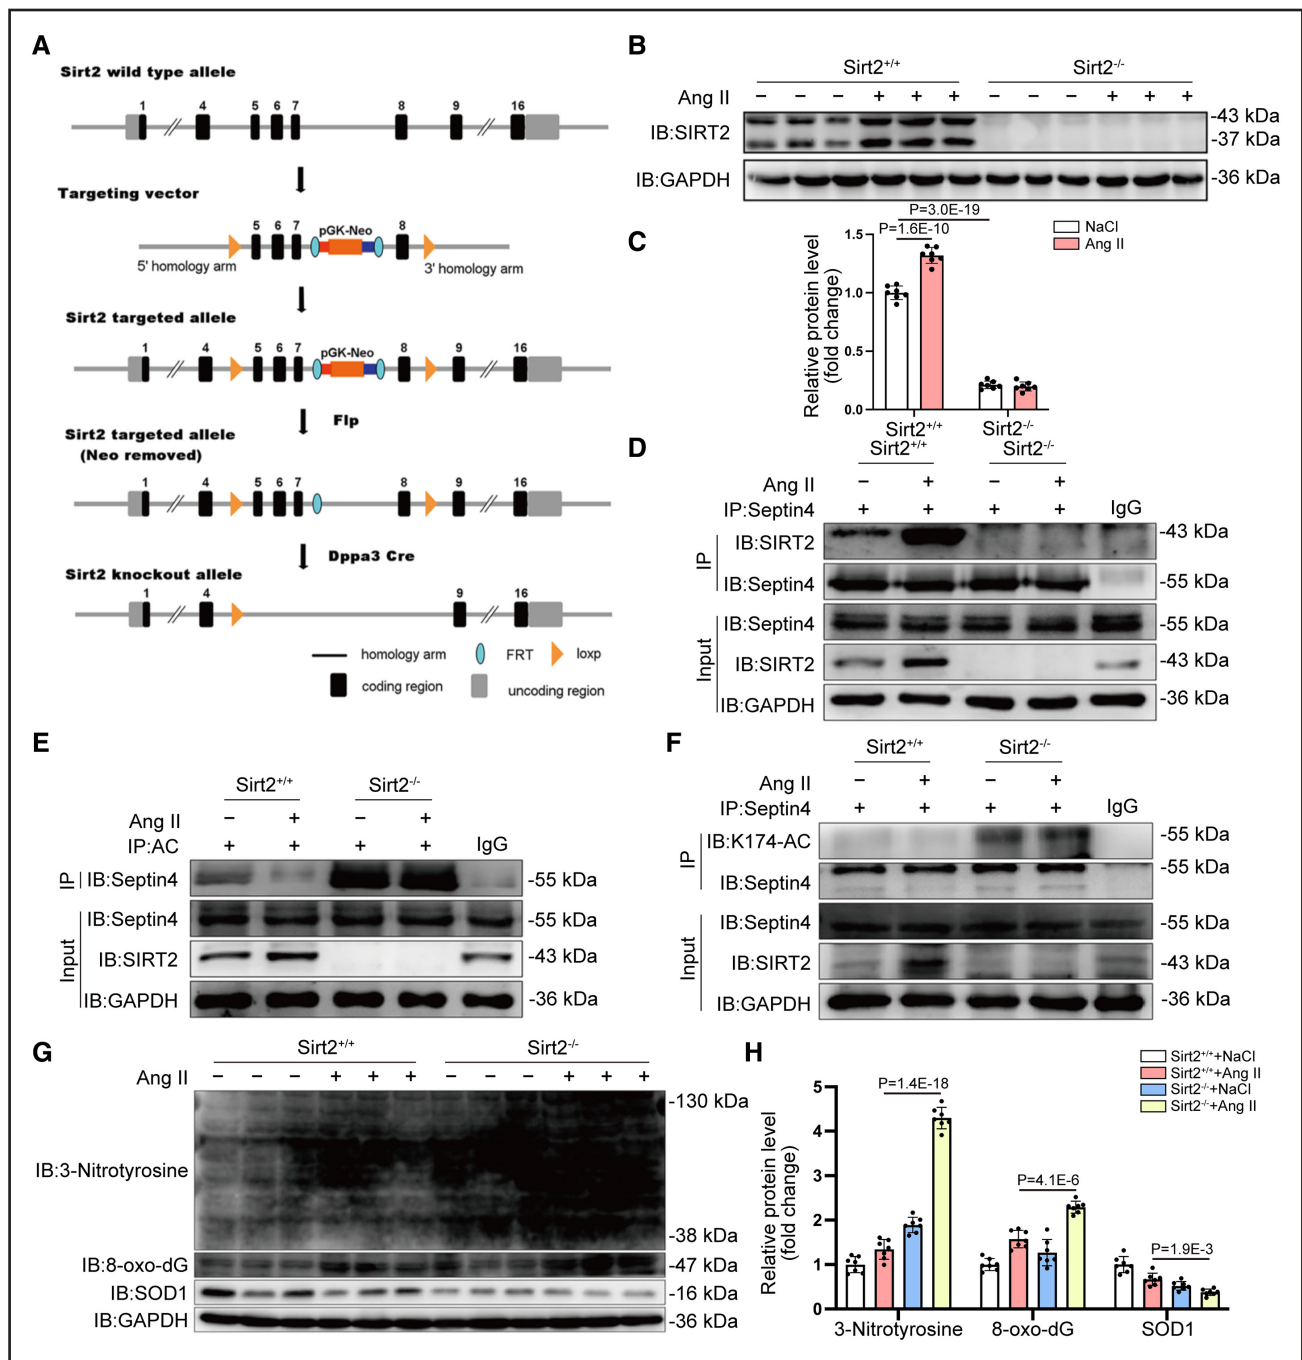 A
Sirt2 wild type allele
1 4 5 6 7 8 9 16
Targeting vector
5 6 7 pGK-Neo 8
5' homology arm 3' homology arm
Sirt2 targeted allele
1 4 5 6 7 pGK-Neo 8 9 16
Flp
Sirt2 targeted allele
(Neo removed)
1 4 5 6 7 8 9 16
Dppa3 Cre
Sirt2 knockout allele
1 4 9 16
homology arm FRT loxp
coding region uncoding region
B
Sirt2+/+ Sirt2-/-
Ang II − − − + + + − − − + + +
IB:SIRT2 -43 kDa
-37 kDa
IB:GAPDH -36 kDa
C
P=3.0E-19
P=1.6E-10
NaCl
Ang II
Relative protein level
(fold change)
1.5
1.0
0.5
0.0
Sirt2+/+ Sirt2-/-
D
Sirt2+/+ Sirt2-/-
Ang II − + − +
IP:Septin4 + + + + IgG
IP
IB:SIRT2 -43 kDa
IB:Septin4 -55 kDa
Input
IB:Septin4 -55 kDa
IB:SIRT2 -43 kDa
IB:GAPDH -36 kDa
E
Sirt2+/+ Sirt2-/-
Ang II − + − +
IP:AC + + + + IgG
IP IB:Septin4 -55 kDa
Input
IB:Septin4 -55 kDa
IB:SIRT2 -43 kDa
IB:GAPDH -36 kDa
F
Sirt2+/+ Sirt2-/-
Ang II − + − +
IP:Septin4 + + + + IgG
IP
IB:K174-AC -55 kDa
IB:Septin4 -55 kDa
Input
IB:Septin4 -55 kDa
IB:SIRT2 -43 kDa
IB:GAPDH -36 kDa
G
Sirt2+/+ Sirt2-/-
Ang II − − − + + + − − − + + +
-130 kDa
IB:3-Nitrotyrosine
-38 kDa
IB:8-oxo-dG -47 kDa
IB:SOD1 -16 kDa
IB:GAPDH -36 kDa
H
Sirt2+/++NaCl
Sirt2+/++Ang II
Sirt2-/-+NaCl
Sirt2-/-+Ang II
Relative protein level
(fold change)
5
4
3
2
1
0
P=1.4E-18
P=4.1E-6
P=1.9E-3
3-Nitrotyrosine 8-oxo-dG SOD1